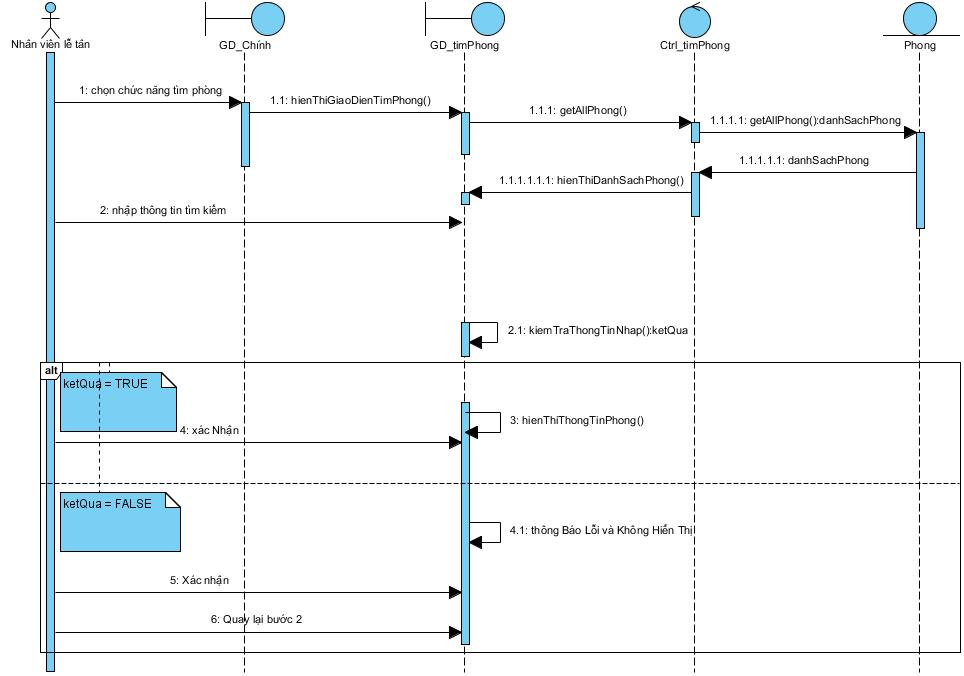 Nhân viên lễ tân
GD_Chính
GD_timPhong
Ctrl_timPhong
Phong
1: chọn chức năng tìm phòng
1.1: hienThiGiaoDienTimPhong()
1.1.1: getAllPhong()
1.1.1.1: getAllPhong():danhSachPhong
1.1.1.1.1: danhSachPhong
1.1.1.1.1.1: hienThiDanhSachPhong()
2: nhập thông tin tìm kiếm
2.1: kiemTraThongTinNhap():ketQua
alt
ketQua = TRUE
3: hienThiThongTinPhong()
4: xác Nhận
ketQua = FALSE
4.1: thông Báo Lỗi và Không Hiển Thị
5: Xác nhận
6: Quay lại bước 2